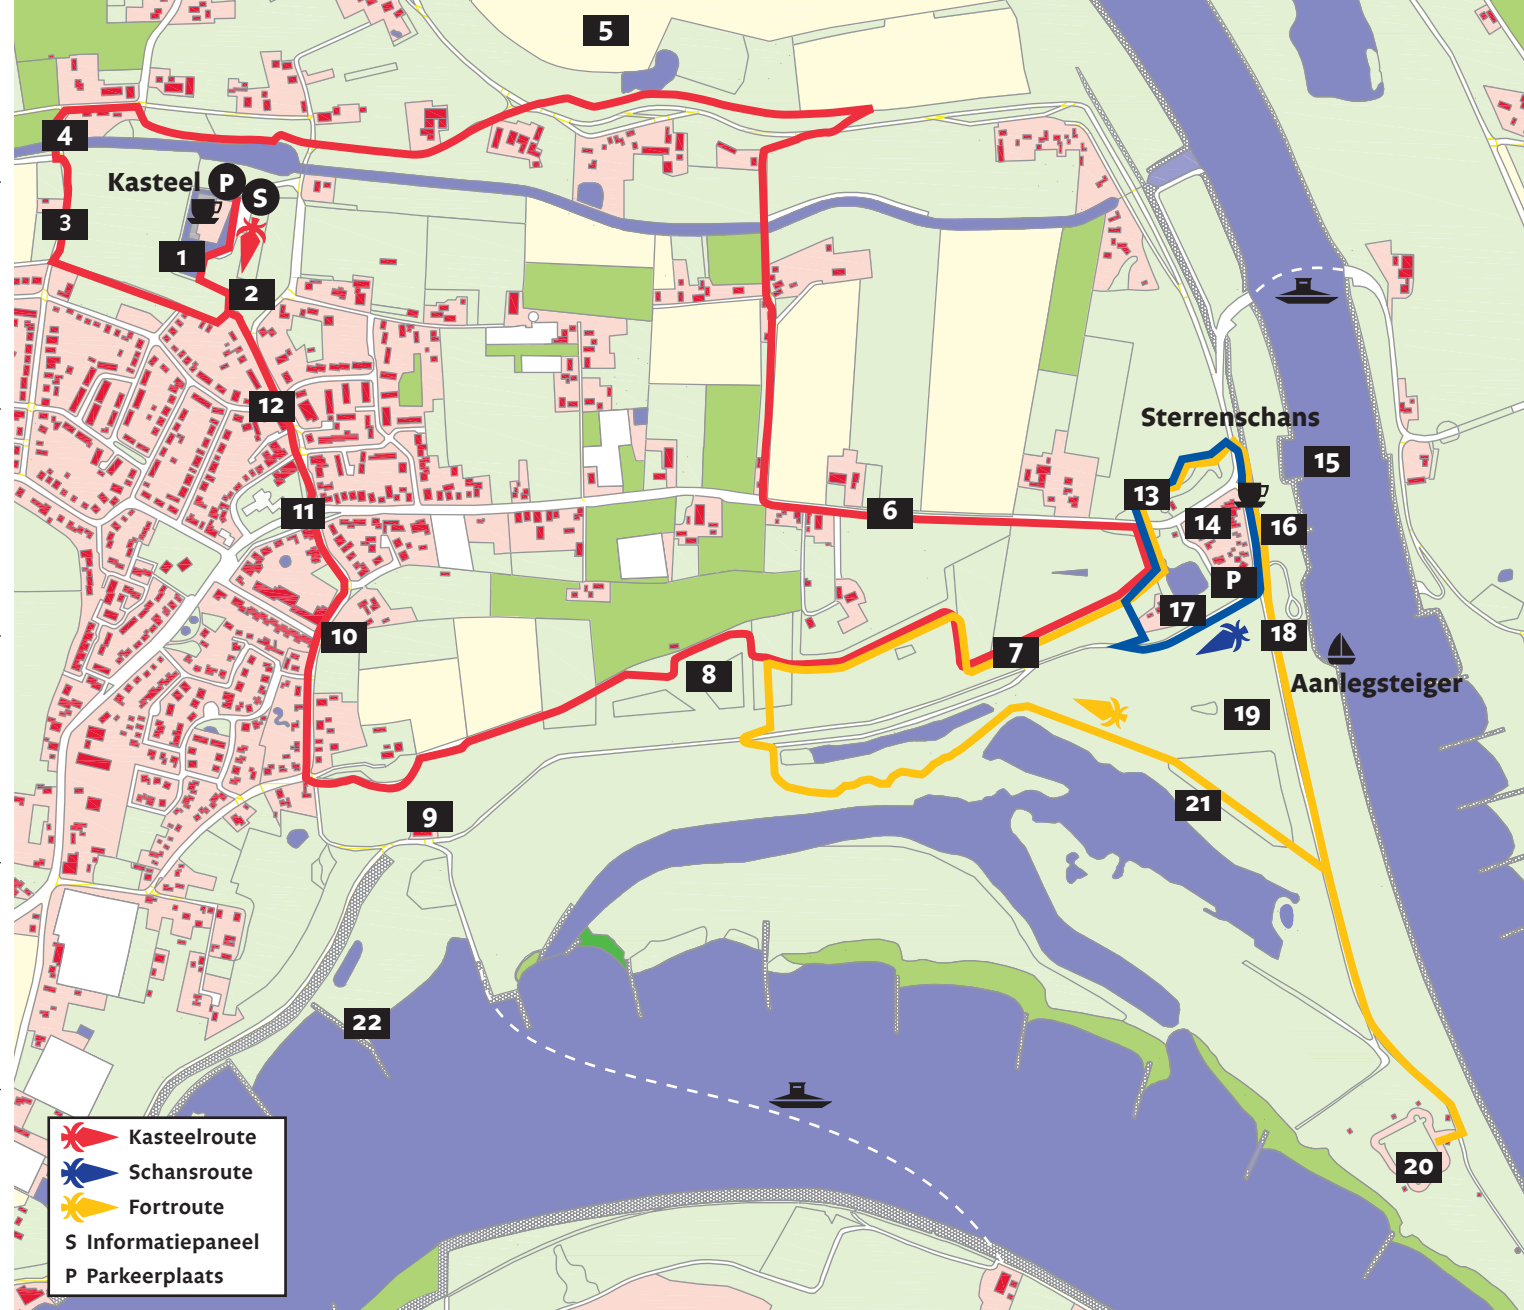 5
4
Kasteel P S
3
1
2
12
Sterrenschans
15
13
11
6
14
16
P
17
10
18
7
8
Aanlegsteiger
19
21
9
22
20
Kasteelroute
Schansroute
Fortroute
S Informatiepaneel
P Parkeerplaats